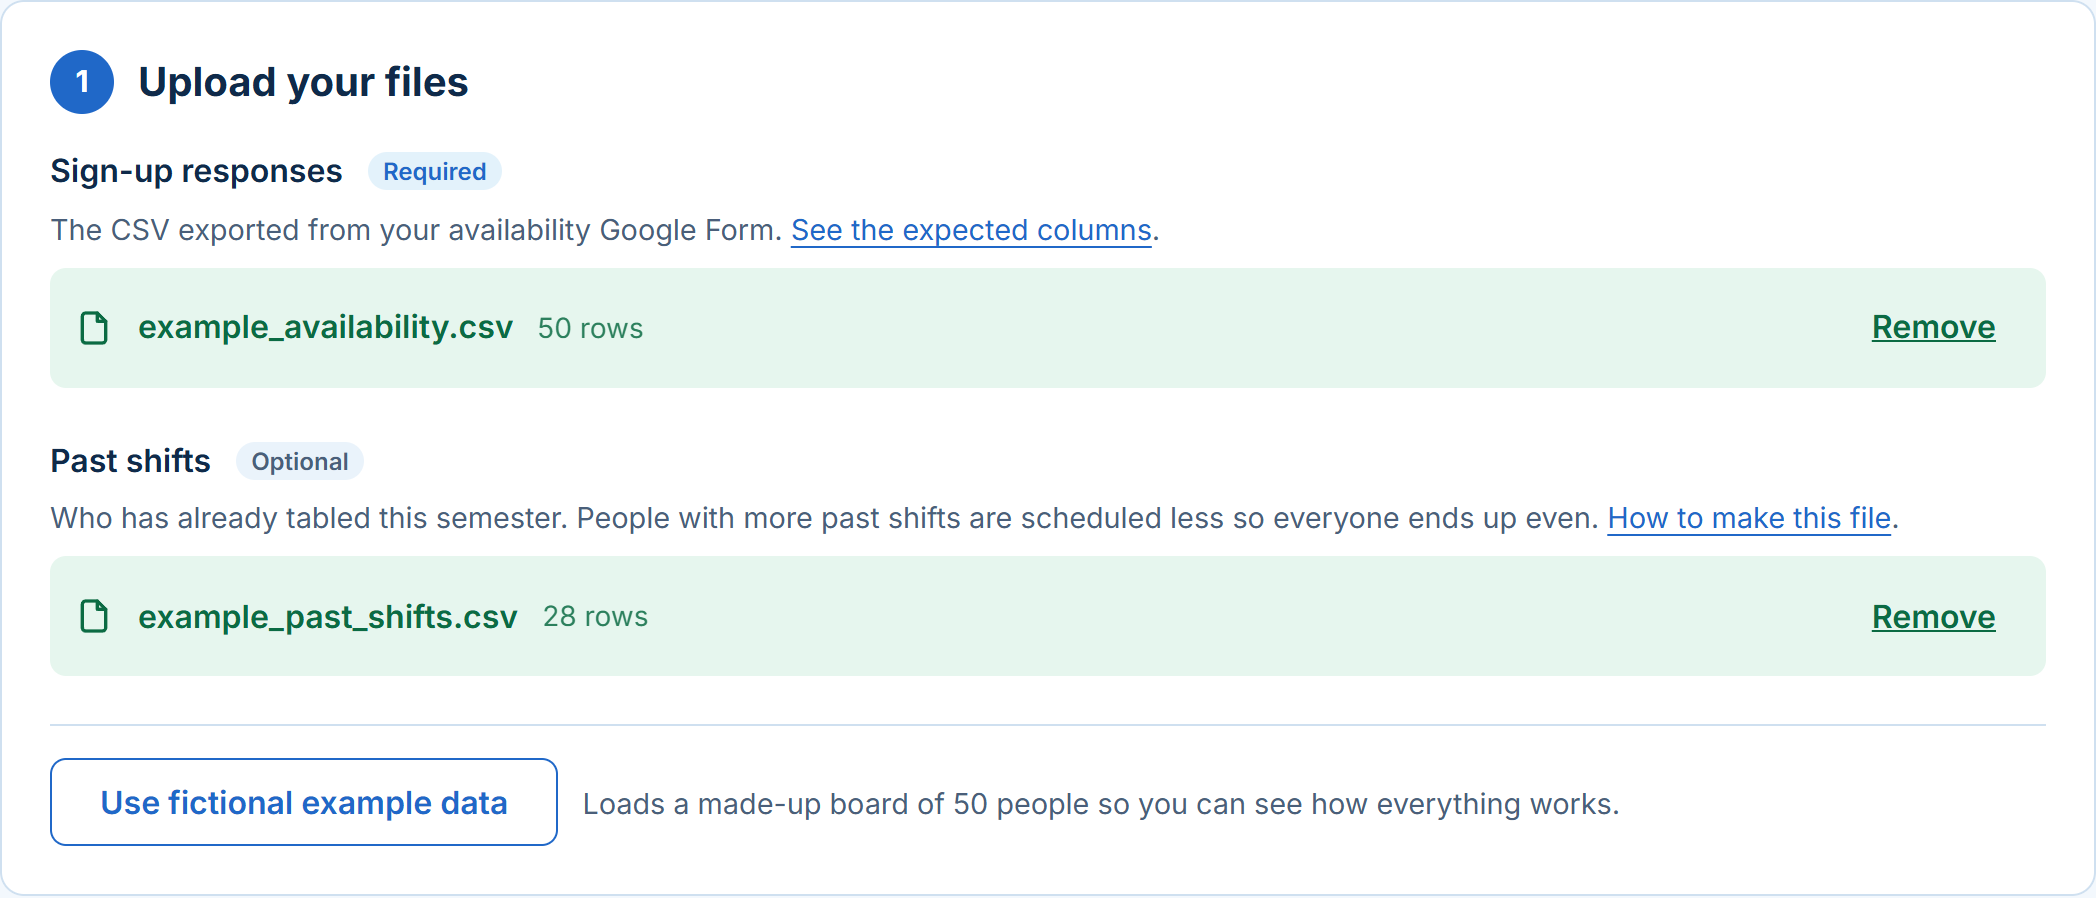 1 Upload your files
Sign-up responses Required
The CSV exported from your availability Google Form. See the expected columns.
example_availability.csv 50 rows Remove
Past shifts Optional
Who has already tabled this semester. People with more past shifts are scheduled less so everyone ends up even. How to make this file.
example_past_shifts.csv 28 rows Remove
Use fictional example data Loads a made-up board of 50 people so you can see how everything works.